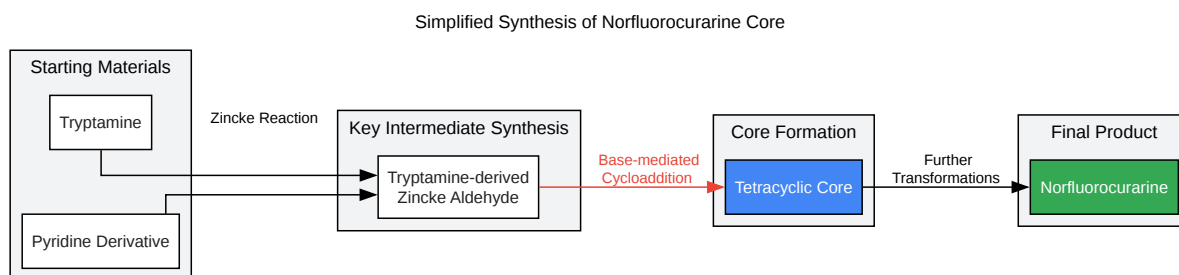 Simplified Synthesis of Norfluorocurarine Core
Starting Materials
Tryptamine
Pyridine Derivative
Zincke Reaction
Key Intermediate Synthesis
Tryptamine-derived
Zincke Aldehyde
Base-mediated
Cycloaddition
Core Formation
Tetracyclic Core
Further
Transformations
Final Product
Norfluorocurarine